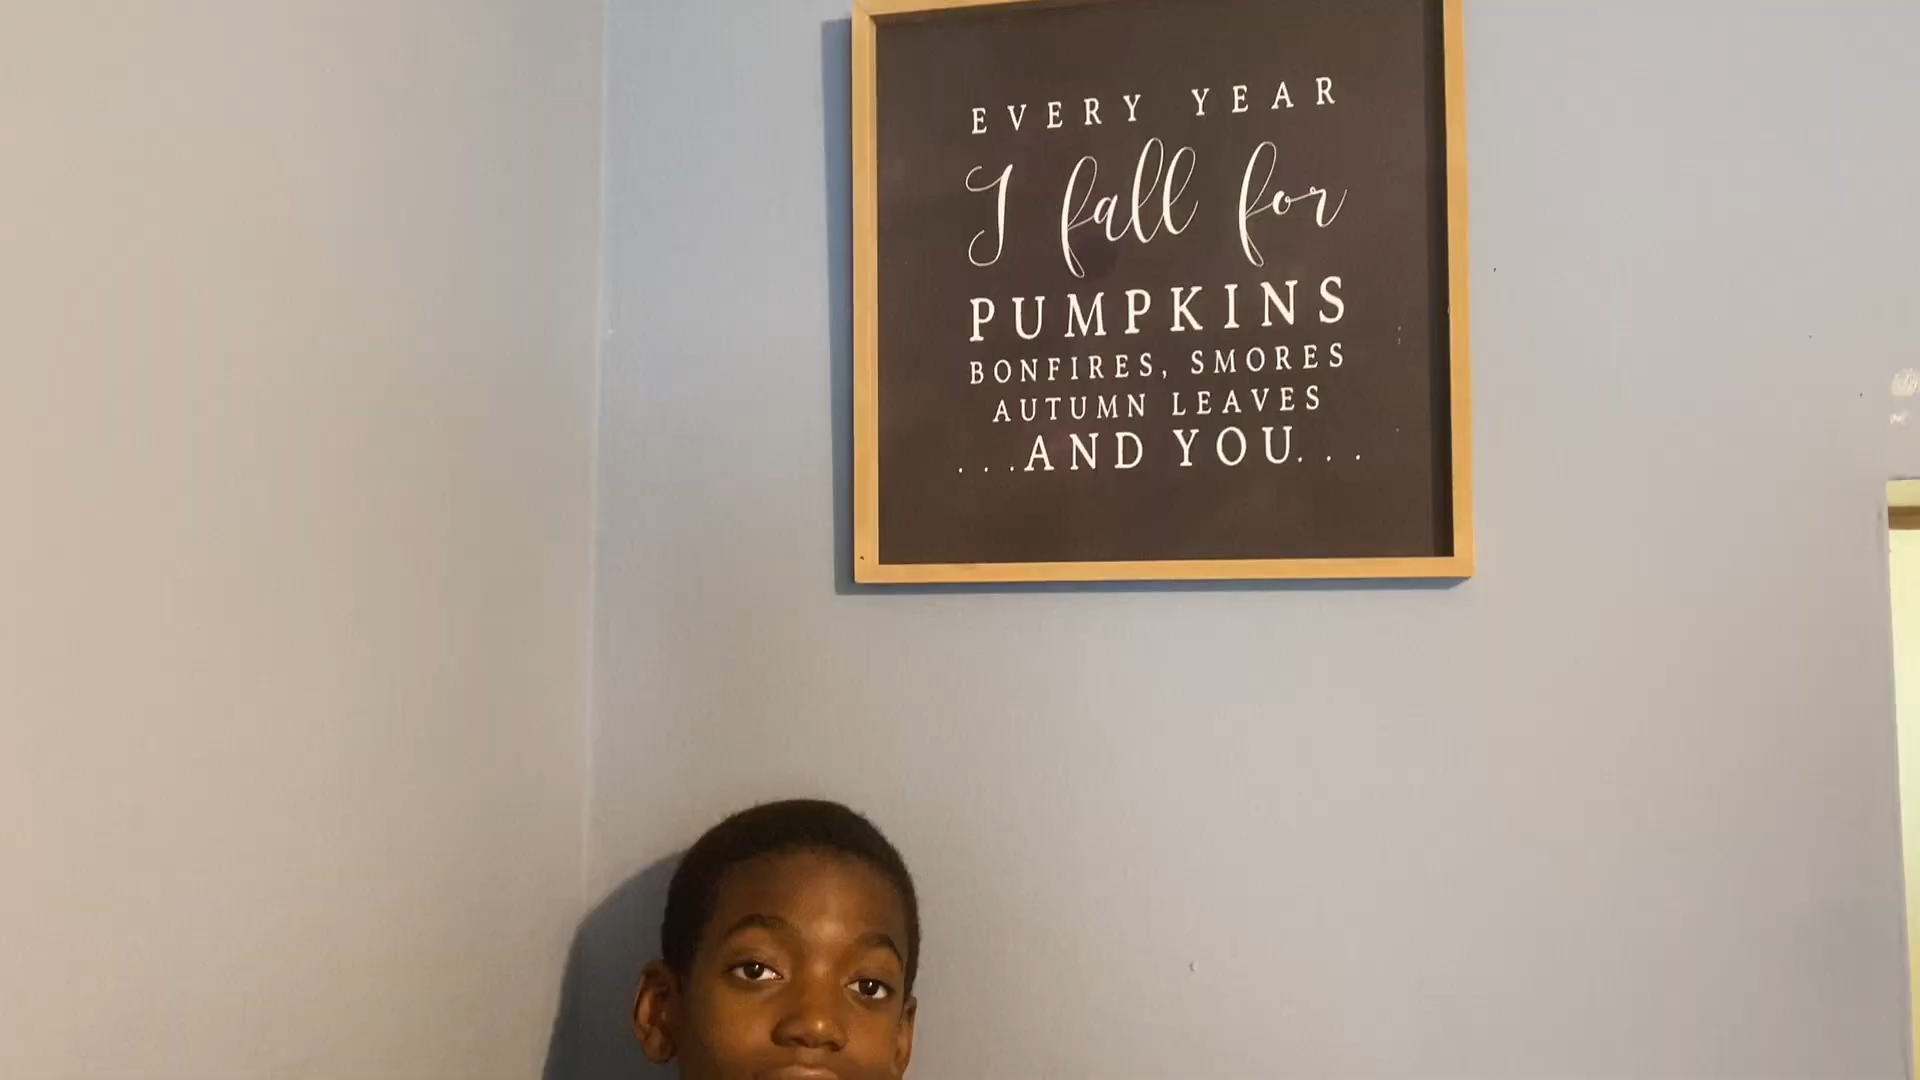 EVERY YEAR
I fall for
PUMPKINS
BONFIRES, SMORES
AUTUMN LEAVES
...AND YOU...